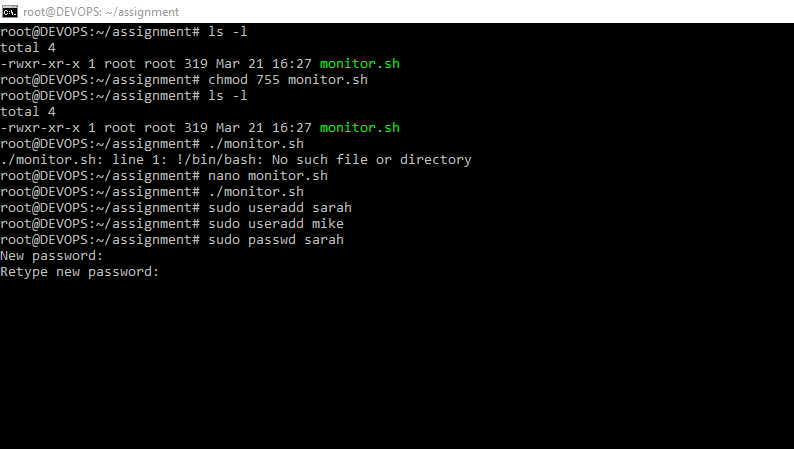 root@DEVOPS: ~/assignment
root@DEVOPS:~/assignment# ls -l
total 4
-rwxr-xr-x 1 root root 319 Mar 21 16:27 monitor.sh
root@DEVOPS:~/assignment# chmod 755 monitor.sh
root@DEVOPS:~/assignment# ls -l
total 4
-rwxr-xr-x 1 root root 319 Mar 21 16:27 monitor.sh
root@DEVOPS:~/assignment# ./monitor.sh
./monitor.sh: line 1: !/bin/bash: No such file or directory
root@DEVOPS:~/assignment# nano monitor.sh
root@DEVOPS:~/assignment# ./monitor.sh
root@DEVOPS:~/assignment# sudo useradd sarah
root@DEVOPS:~/assignment# sudo useradd mike
root@DEVOPS:~/assignment# sudo passwd sarah
New password:
Retype new password: